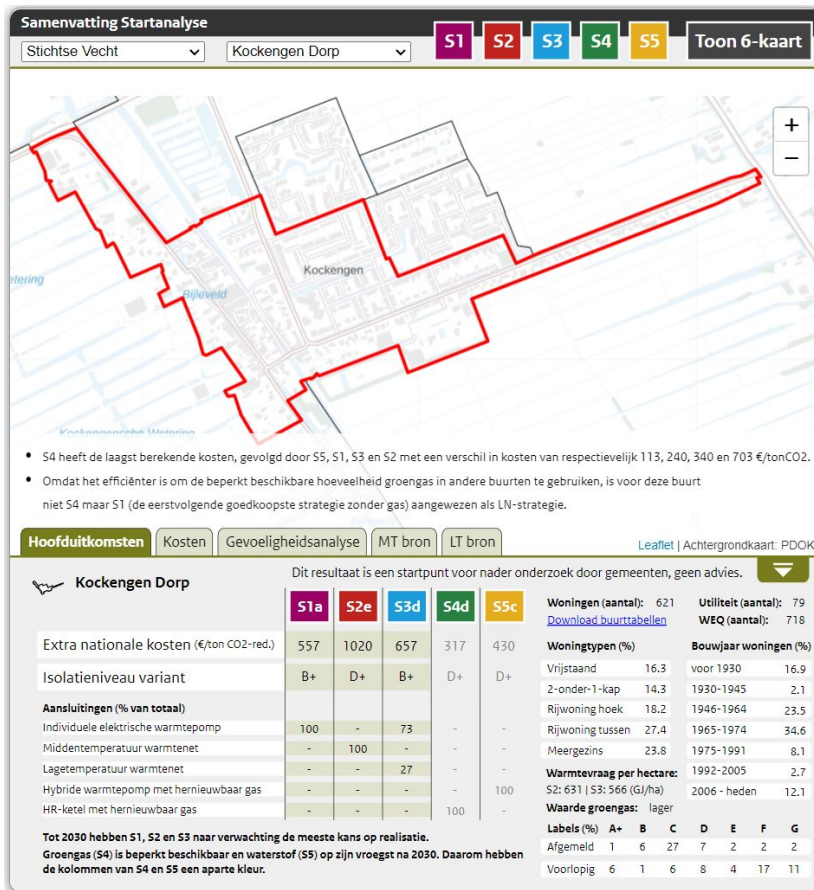 Samenvatting Startanalyse
Stichtse Vecht
Kockengen Dorp
S1 S2 S3 S4 S5 Toon 6-kaart
+
−
Kockengen
Bijleveld
Kockengensche Wetering
• S4 heeft de laagst berekende kosten, gevolgd door S5, S1, S3 en S2 met een verschil in kosten van respectievelijk 113, 240, 340 en 703 €/tonCO2.
• Omdat het efficiënter is om de beperkt beschikbare hoeveelheid groengas in andere buurten te gebruiken, is voor deze buurt
niet S4 maar S1 (de eerstvolgende goedkoopste strategie zonder gas) aangewezen als LN-strategie.
Hoofduitkomsten Kosten Gevoeligheidsanalyse MT bron LT bron
Leaflet | Achtergrondkaart: PDOK
Dit resultaat is een startpunt voor nader onderzoek door gemeenten, geen advies.
Kockengen Dorp
S1a S2e S3d S4d S5c
Extra nationale kosten (€/ton CO2-red.) 557 1020 657 317 430
Isolatieniveau variant B+ D+ B+ D+ D+
Aansluitingen (% van totaal)
Individuele elektrische warmtepomp 100 - 73 - -
Middentemperatuur warmtenet - 100 - - -
Lagetemperatuur warmtenet - - 27 - -
Hybride warmtepomp met hernieuwbaar gas - - - - 100
HR-ketel met hernieuwbaar gas - - - 100 -
Tot 2030 hebben S1, S2 en S3 naar verwachting de meeste kans op realisatie.
Groengas (S4) is beperkt beschikbaar en waterstof (S5) op zijn vroegst na 2030. Daarom hebben
de kolommen van S4 en S5 een aparte kleur.
Woningen (aantal): 621 Utiliteit (aantal): 79
Download buurttabellen WEQ (aantal): 718
Woningtypen (%)
Vrijstaand 16.3
2-onder-1-kap 14.3
Rijwoning hoek 18.2
Rijwoning tussen 27.4
Meergezins 23.8
Warmtevraag per hectare:
S2: 631 | S3: 566 (GJ/ha)
Waarde groengas: lager
Bouwjaar woningen (%)
voor 1930 16.9
1930-1945 2.1
1946-1964 23.5
1965-1974 34.6
1975-1991 8.1
1992-2005 2.7
2006 - heden 12.1
Labels (%) A+ B C D E F G
Afgemeld 1 6 27 7 2 2 2
Voorlopig 6 1 6 8 4 17 11